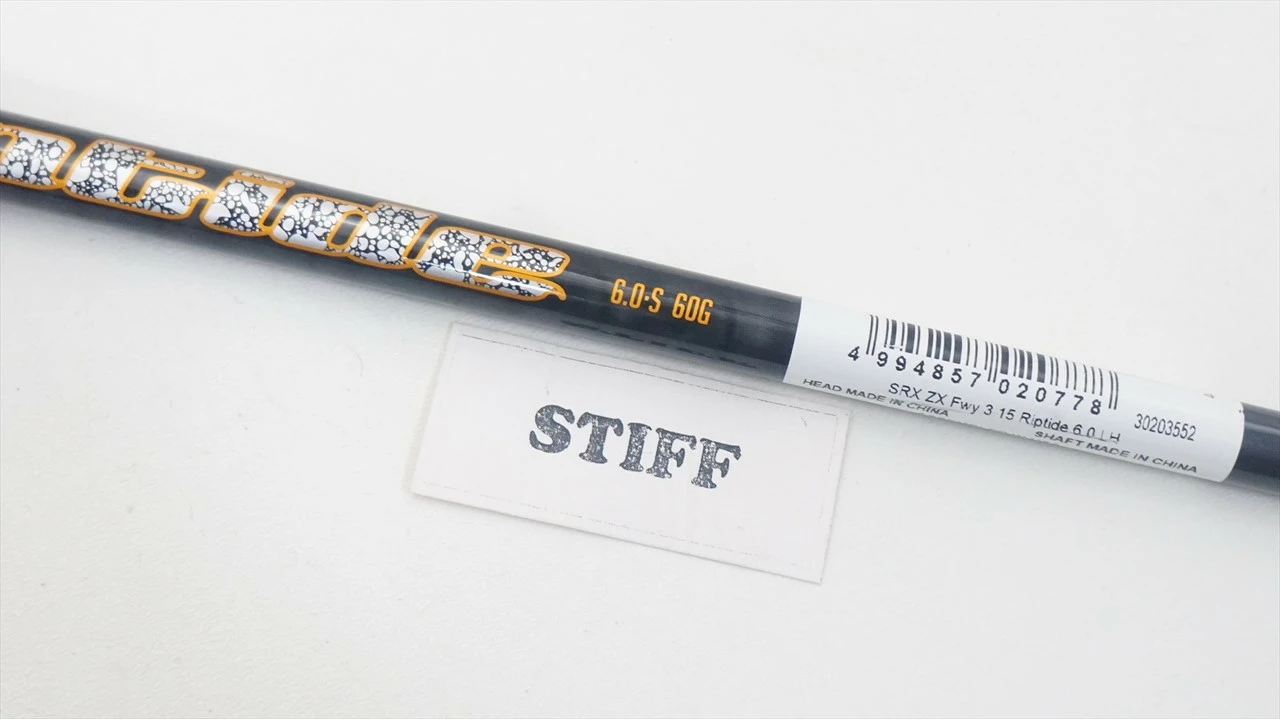 ptide
6.0·S 60G
4 994857 020778
SRX ZX Fwy 3 15 Riptide 6.0 LH
30203552
HEAD MADE IN CHINA
SHAFT MADE IN CHINA
STIFF